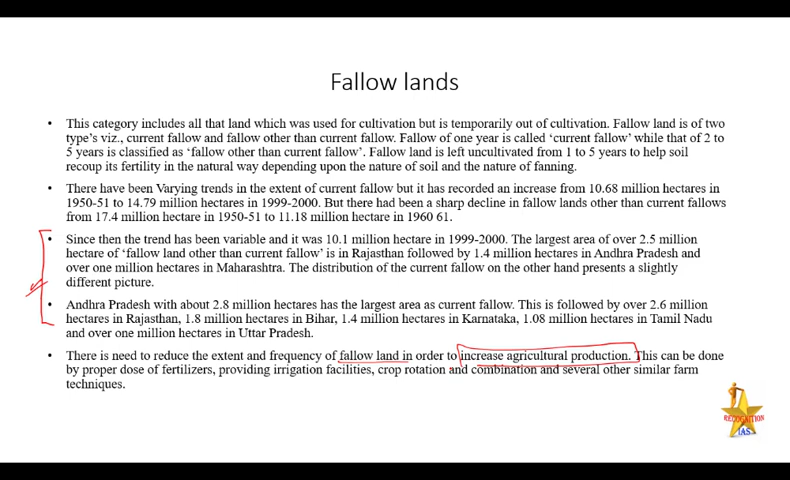 Fallow lands
• This category includes all that land which was used for cultivation but is temporarily out of cultivation. Fallow land is of two
type's viz., current fallow and fallow other than current fallow. Fallow of one year is called 'current fallow' while that of 2 to
5 years is classified as 'fallow other than current fallow'. Fallow land is left uncultivated from 1 to 5 years to help soil
recoup its fertility in the natural way depending upon the nature of soil and the nature of fanning.
• There have been Varying trends in the extent of current fallow but it has recorded an increase from 10.68 million hectares in
1950-51 to 14.79 million hectares in 1999-2000. But there had been a sharp decline in fallow lands other than current fallows
from 17.4 million hectare in 1950-51 to 11.18 million hectare in 1960 61.
• Since then the trend has been variable and it was 10.1 million hectare in 1999-2000. The largest area of over 2.5 million
hectare of 'fallow land other than current fallow' is in Rajasthan followed by 1.4 million hectares in Andhra Pradesh and
over one million hectares in Maharashtra. The distribution of the current fallow on the other hand presents a slightly
different picture.
• Andhra Pradesh with about 2.8 million hectares has the largest area as current fallow. This is followed by over 2.6 million
hectares in Rajasthan, 1.8 million hectares in Bihar, 1.4 million hectares in Karnataka, 1.08 million hectares in Tamil Nadu
and over one million hectares in Uttar Pradesh.
• There is need to reduce the extent and frequency of fallow land in order to increase agricultural production. This can be done
by proper dose of fertilizers, providing irrigation facilities, crop rotation and combination and several other similar farm
techniques.
RECOGNITION
IAS